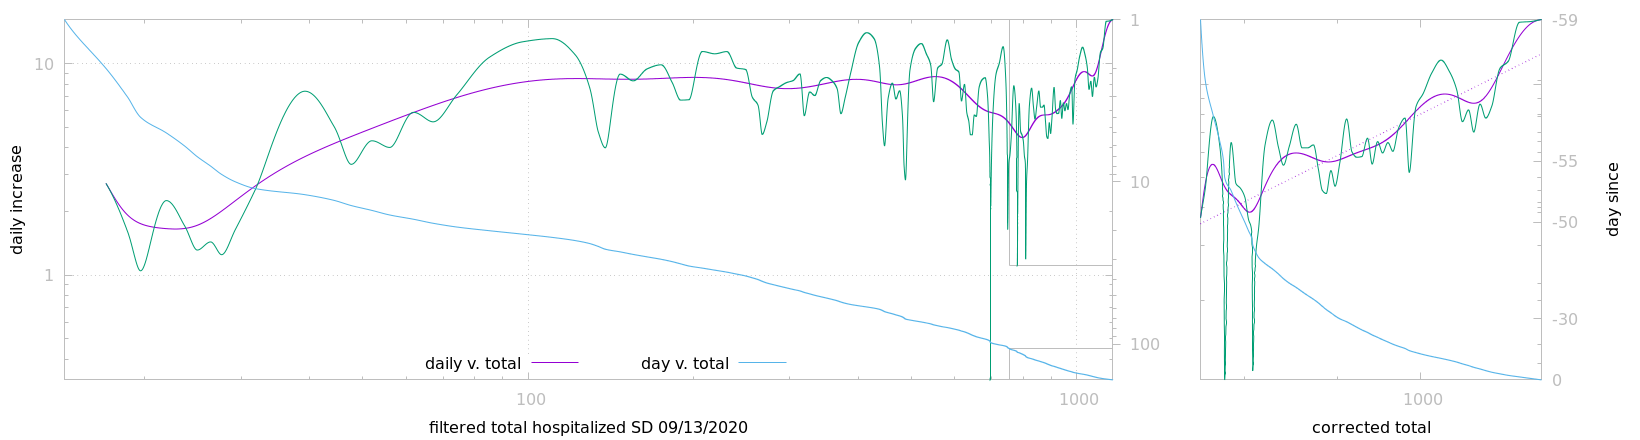 10
1
daily increase
daily v. total
day v. total
100
1000
filtered total hospitalized SD 09/13/2020
1
10
100
1000
corrected total
-59
-55
-50
-30
0
day since